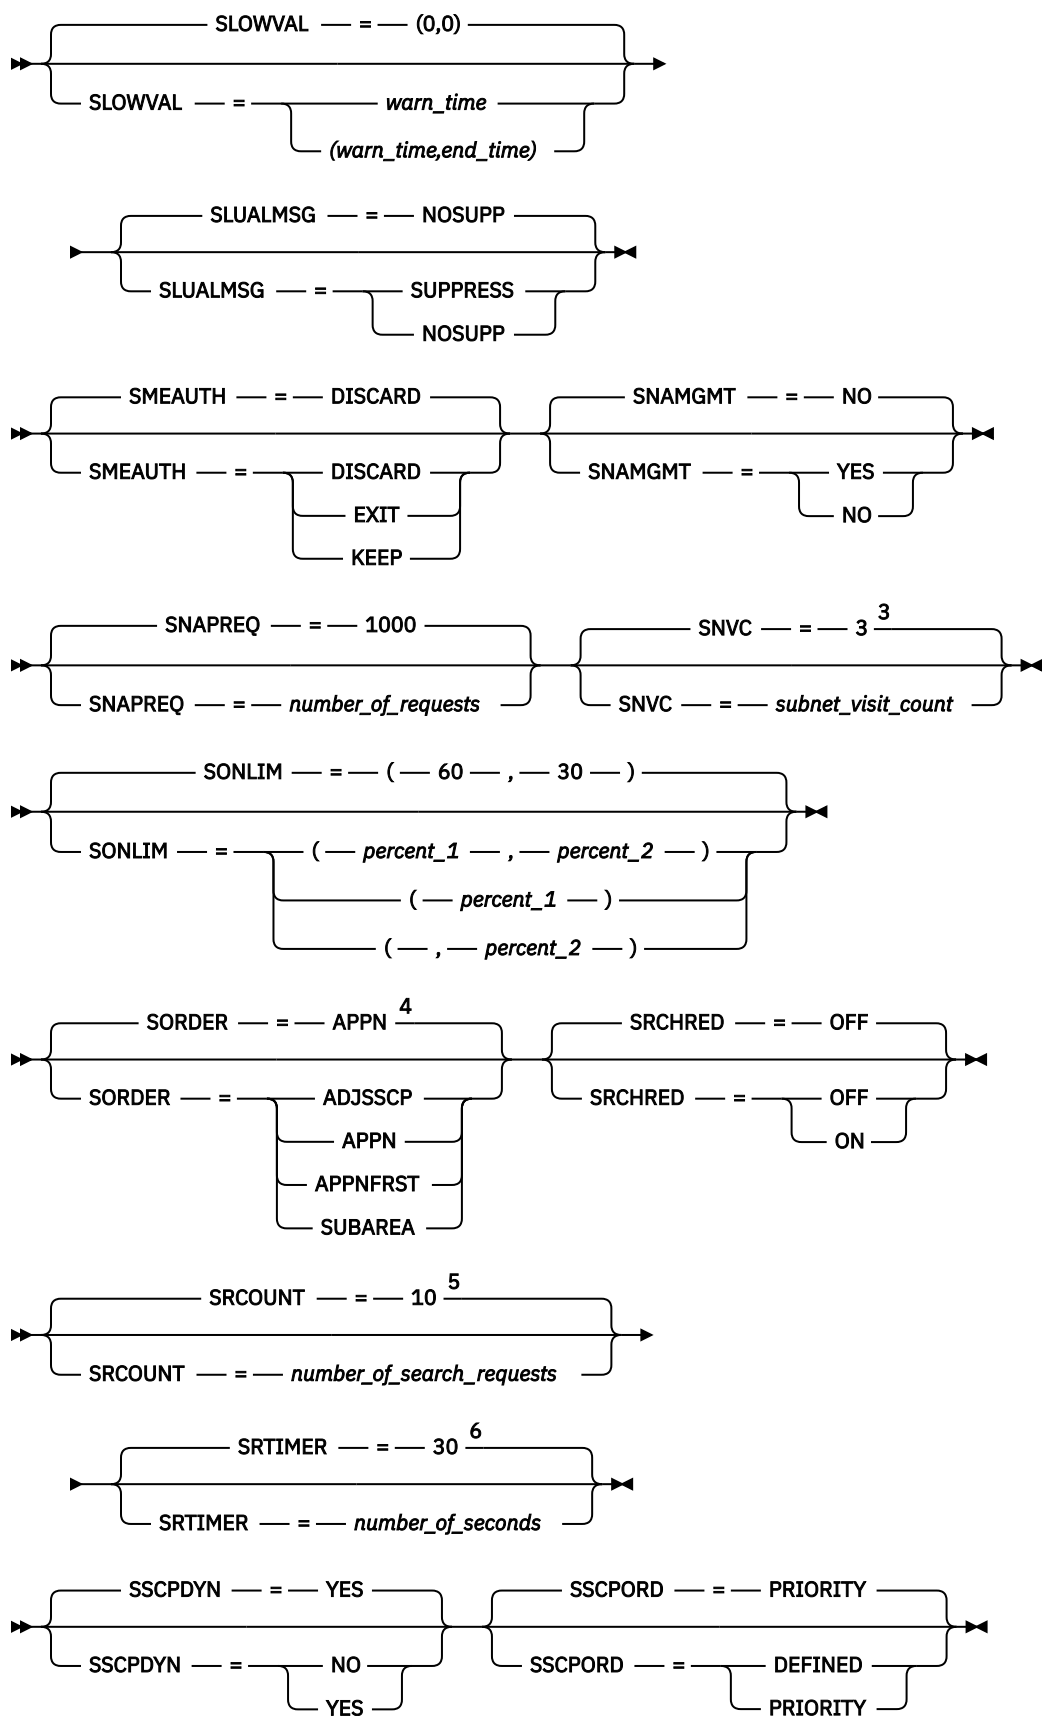 SLOWVAL = (0,0)
SLOWVAL = warn_time
(warn_time,end_time)
SLUALMSG = NOSUPP
SLUALMSG = SUPPRESS
NOSUPP
SMEAUTH = DISCARD SNAMGMT = NO
SMEAUTH = DISCARD SNAMGMT = YES
EXIT NO
KEEP
SNAPREQ = 1000 SNVC = 3 3
SNAPREQ = number_of_requests SNVC = subnet_visit_count
SONLIM = ( 60 , 30 )
SONLIM = ( percent_1 , percent_2 )
( percent_1 )
( , percent_2 )
SORDER = APPN 4 SRCHRED = OFF
SORDER = ADJSSCP SRCHRED = OFF
APPN ON
APPNFRST
SUBAREA
SRCOUNT = 10 5
SRCOUNT = number_of_search_requests
SRTIMER = 30 6
SRTIMER = number_of_seconds
SSCPDYN = YES SSCPORD = PRIORITY
SSCPDYN = NO SSCPORD = DEFINED
YES PRIORITY